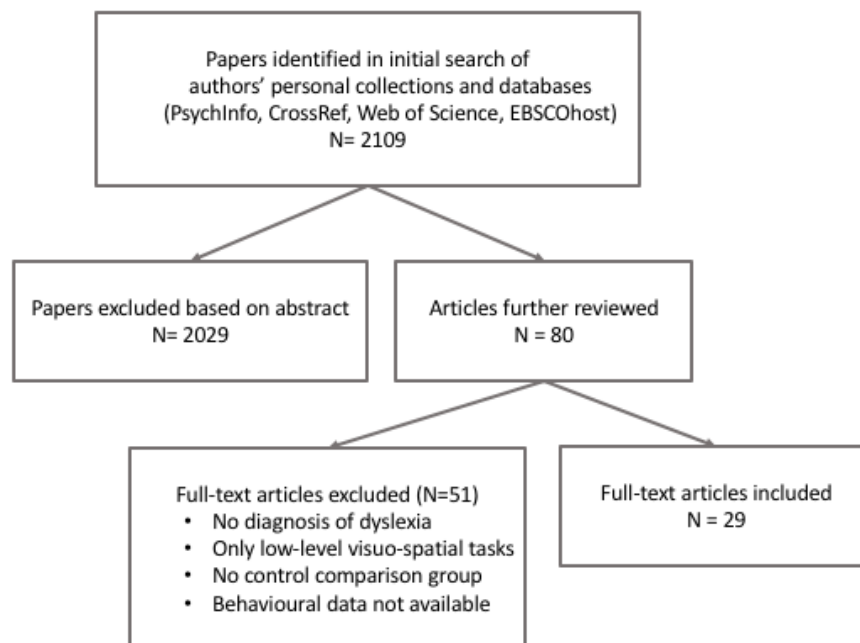 Papers identified in initial search of
authors' personal collections and databases
(PsychInfo, CrossRef, Web of Science, EBSCOhost)
N= 2109
Papers excluded based on abstract
N= 2029
Articles further reviewed
N = 80
Full-text articles excluded (N=51)
• No diagnosis of dyslexia
• Only low-level visuo-spatial tasks
• No control comparison group
• Behavioural data not available
Full-text articles included
N = 29